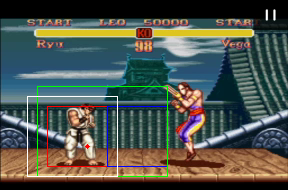 START LEO 50000 START
KO
Ryu 98 Vega